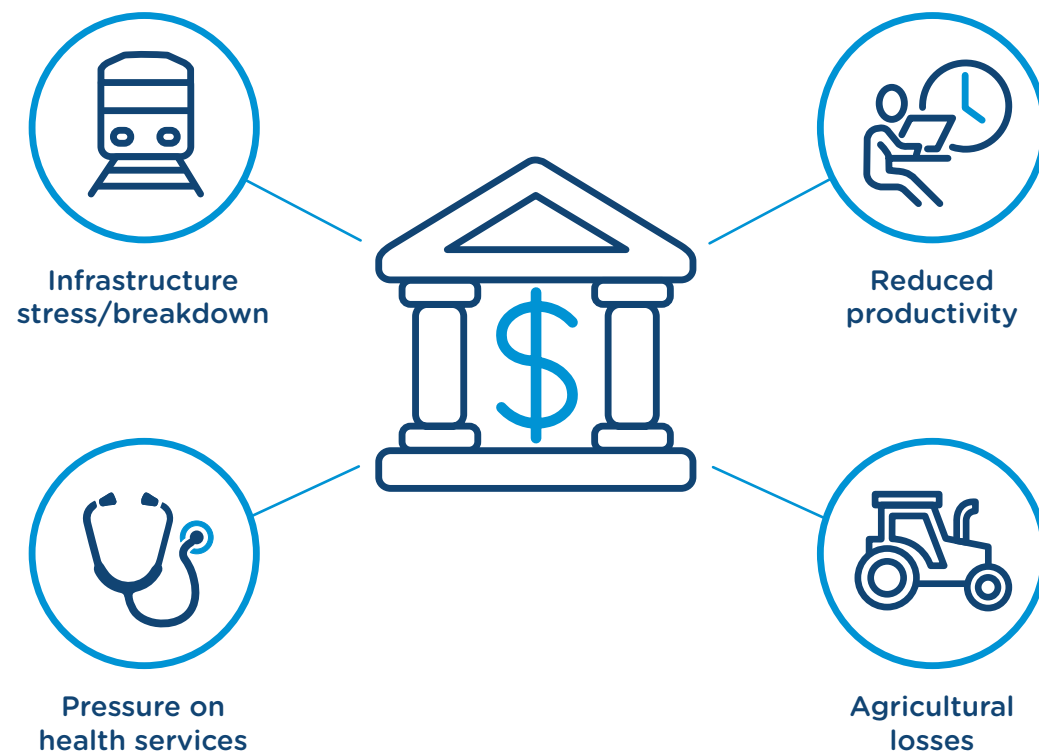 Infrastructure
stress/breakdown
Reduced
productivity
$
Pressure on
health services
Agricultural
losses